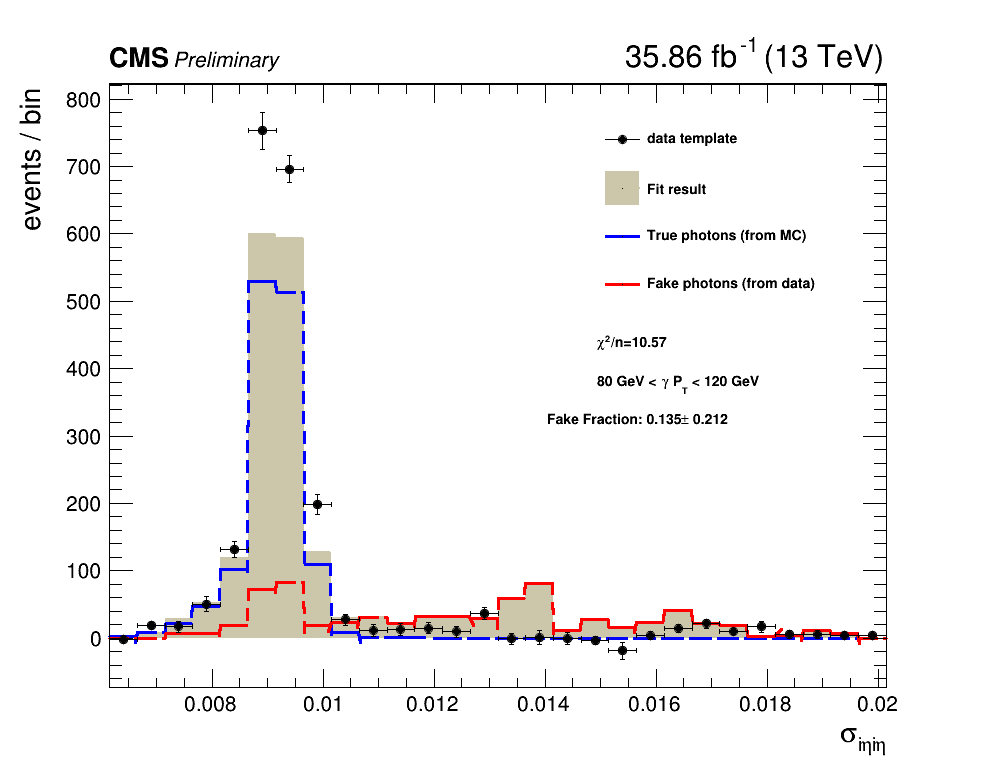 CMS Preliminary 35.86 fb⁻¹ (13 TeV)
events / bin
800
700
600
500
400
300
200
100
0
data template
Fit result
True photons (from MC)
Fake photons (from data)
χ²/n=10.57
80 GeV < γ P_T < 120 GeV
Fake Fraction: 0.135± 0.212
0.008 0.01 0.012 0.014 0.016 0.018 0.02
σ_iηiη